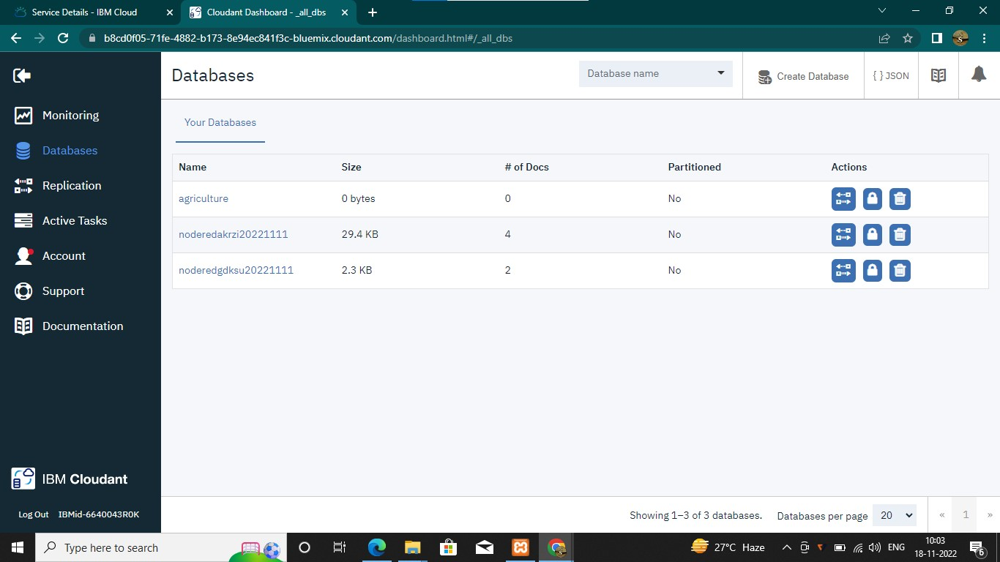 Service Details - IBM Cloud
Cloudant Dashboard - _all_dbs
b8cd0f05-71fe-4882-b173-8e94ec841f3c-bluemix.cloudant.com/dashboard.html#/_all_dbs
Databases
Database name
Create Database
{ } JSON
Monitoring
Databases
Replication
Active Tasks
Account
Support
Documentation
Your Databases
Name Size # of Docs Partitioned Actions
agriculture 0 bytes 0 No
noderedakrzi20221111 29.4 KB 4 No
noderedgdksu20221111 2.3 KB 2 No
IBM Cloudant
Log Out IBMid-6640043R0K
Showing 1–3 of 3 databases. Databases per page 20 « 1 »
Type here to search
27°C Haze
ENG
10:03
18-11-2022
6